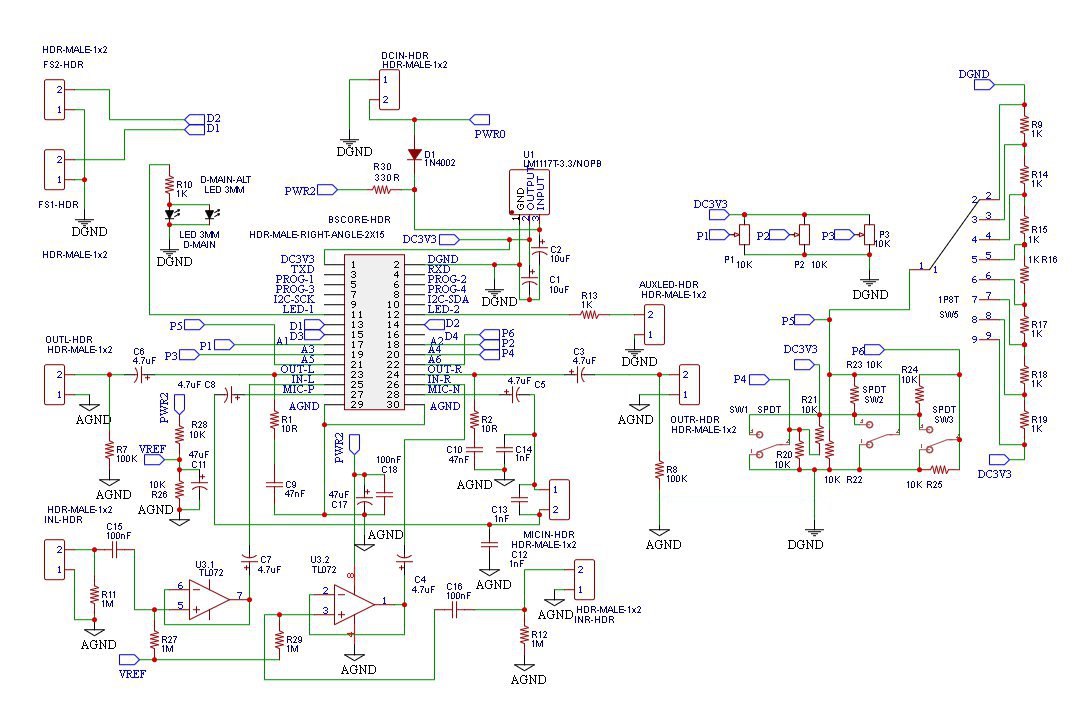 HDR-MALE-1x2
FS2-HDR
2
1
D2
D1
2
1
FS1-HDR
DGND
HDR-MALE-1x2
DCIN-HDR
HDR-MALE-1x2
1
2
DGND
PWR0
D1
1N4002
R30
330R
PWR2
U1
LM1117T-3.3/NOPB
GND
OUTPUT
INPUT
1 2 3
D-MAIN-ALT
LED 3MM
R10
1K
LED 3MM
D-MAIN
DGND
BSCORE-HDR
HDR-MALE-RIGHT-ANGLE-2X15
DC3V3
C2
10uF
C1
10uF
DGND
DC3V3 1 2 DGND
TXD 3 4 RXD
PROG-1 5 6 PROG-2
PROG-3 7 8 PROG-4
I2C-SCK 9 10 I2C-SDA
LED-1 11 12 LED-2
D1 13 14 D2
D3 15 16 D4
A1 17 18 A2
A3 19 20 A4
A5 21 22 A6
OUT-L 23 24 OUT-R
IN-L 25 26 IN-R
MIC-P 27 28 MIC-N
AGND 29 30 AGND
P5
P1
P3
P6
P2
P4
R13
1K
AUXLED-HDR
HDR-MALE-1x2
2
1
DGND
OUTL-HDR
HDR-MALE-1x2
2
1
AGND
C6
4.7uF
R7
100K
AGND
4.7uF C8
PWR2
R28
10K
VREF
10K
R26
47uF
C11
AGND
R1
10R
C9
47nF
PWR2
100nF
C18
47uF
C17
AGND
R2
10R
C10
47nF
C14
1nF
AGND
4.7uF C5
C3
4.7uF
2
1
AGND
OUTR-HDR
HDR-MALE-1x2
R8
100K
AGND
C13
1nF
1
2
MICIN-HDR
HDR-MALE-1x2
C12
1nF
AGND
HDR-MALE-1x2
INL-HDR
2
1
C15
100nF
R11
1M
AGND
U3.1
TL072
6
5
7
C7
4.7uF
R27
1M
VREF
R29
1M
U3.2
TL072
8
2
3
1
4
AGND
C4
4.7uF
C16
100nF
2
1
AGND
HDR-MALE-1x2
INR-HDR
R12
1M
AGND
DC3V3
P1
P2
P3
P1 10K
P2 10K
P3
10K
DGND
DGND
R9
1K
R14
1K
R15
1K
1K R16
R17
1K
R18
1K
R19
1K
DC3V3
2
3
4
5
6
7
8
9
2
3
4
5
6
7
8
9
1
1
1P8T
SW5
P5
DC3V3
P6
R23 10K
R24
10K
P4
SW1 SPDT
R21
10K
SPDT
SW2
SPDT
SW3
R20
10K
10K R22
10K R25
DGND